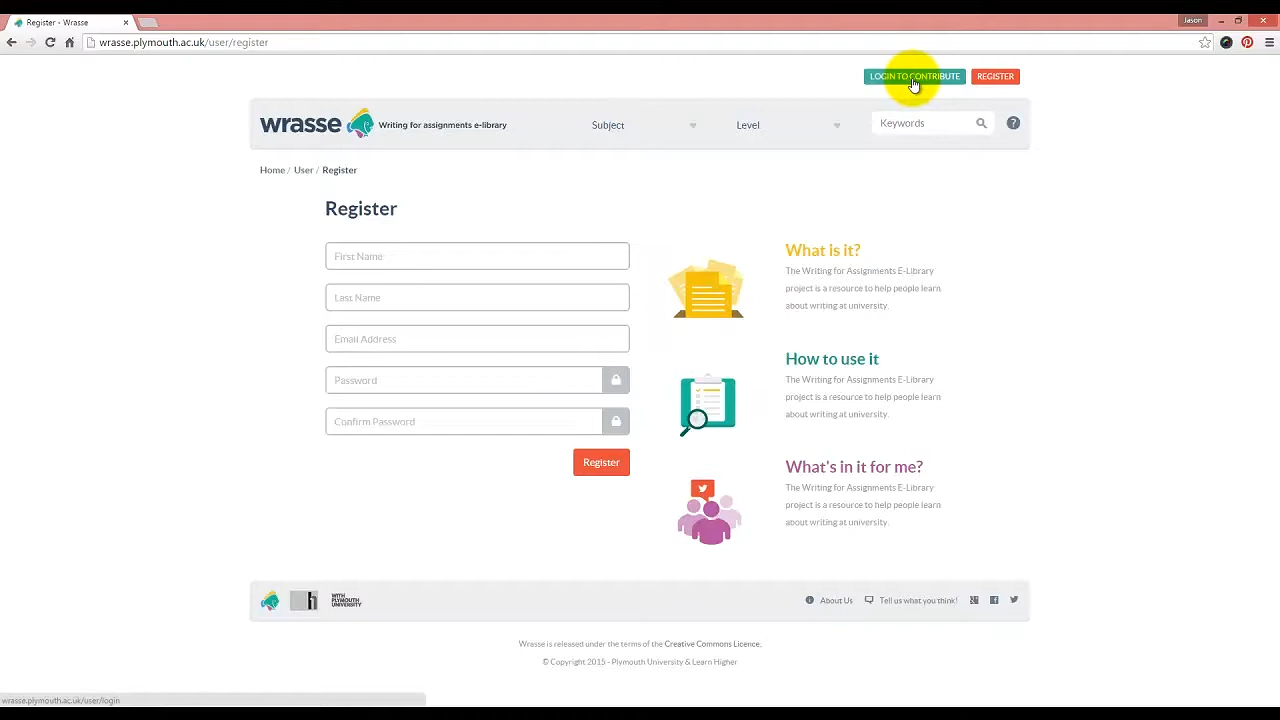 Register - Wrasse
Jason
wrasse.plymouth.ac.uk/user/register
LOGIN TO CONTRIBUTE
REGISTER
wrasse Writing for assignments e-library
Subject
Level
Keywords
?
Home / User / Register
Register
First Name
Last Name
Email Address
Password
Confirm Password
Register
What is it?
The Writing for Assignments E-Library
project is a resource to help people learn
about writing at university.
How to use it
The Writing for Assignments E-Library
project is a resource to help people learn
about writing at university.
What's in it for me?
The Writing for Assignments E-Library
project is a resource to help people learn
about writing at university.
h
WITH
PLYMOUTH
UNIVERSITY
About Us
Tell us what you think!
Wrasse is released under the terms of the Creative Commons Licence.
© Copyright 2015 - Plymouth University & Learn Higher
wrasse.plymouth.ac.uk/user/login